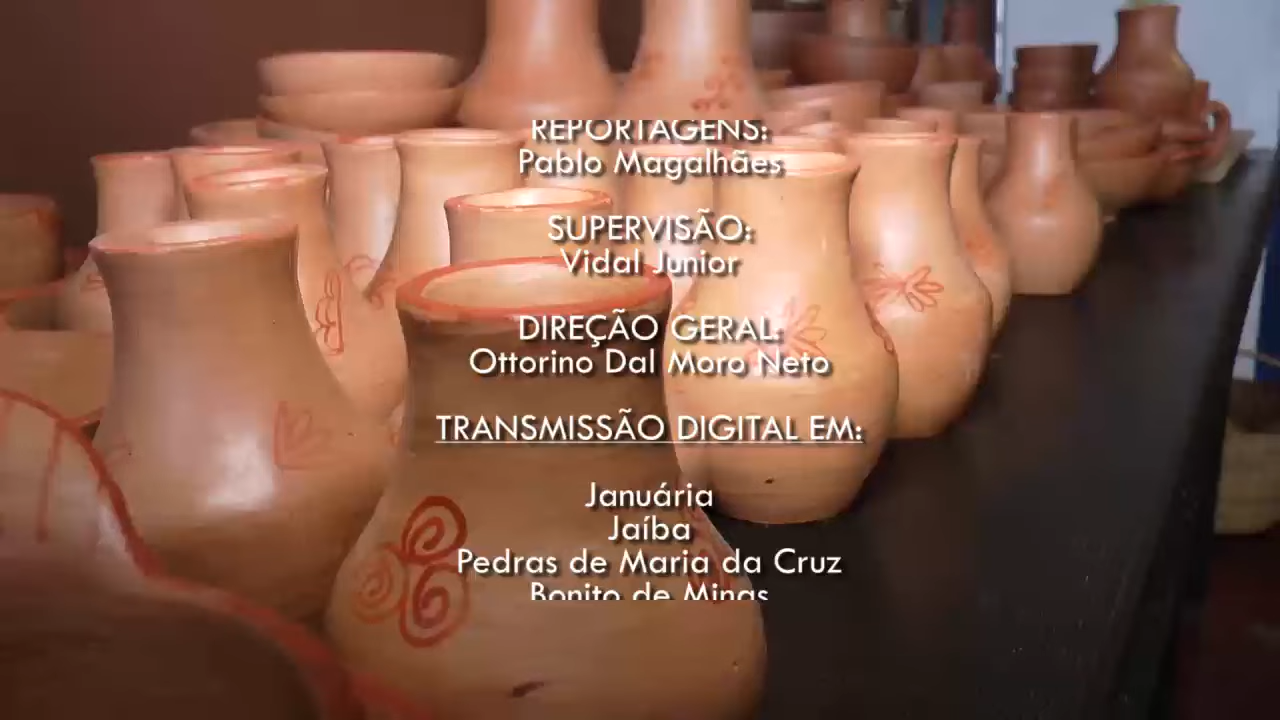 REPORTAGENS:
Pablo Magalhães
SUPERVISÃO:
Vidal Junior
DIREÇÃO GERAL:
Ottorino Dal Moro Neto
TRANSMISSÃO DIGITAL EM:
Januária
Jaíba
Pedras de Maria da Cruz
Bonito de Minas